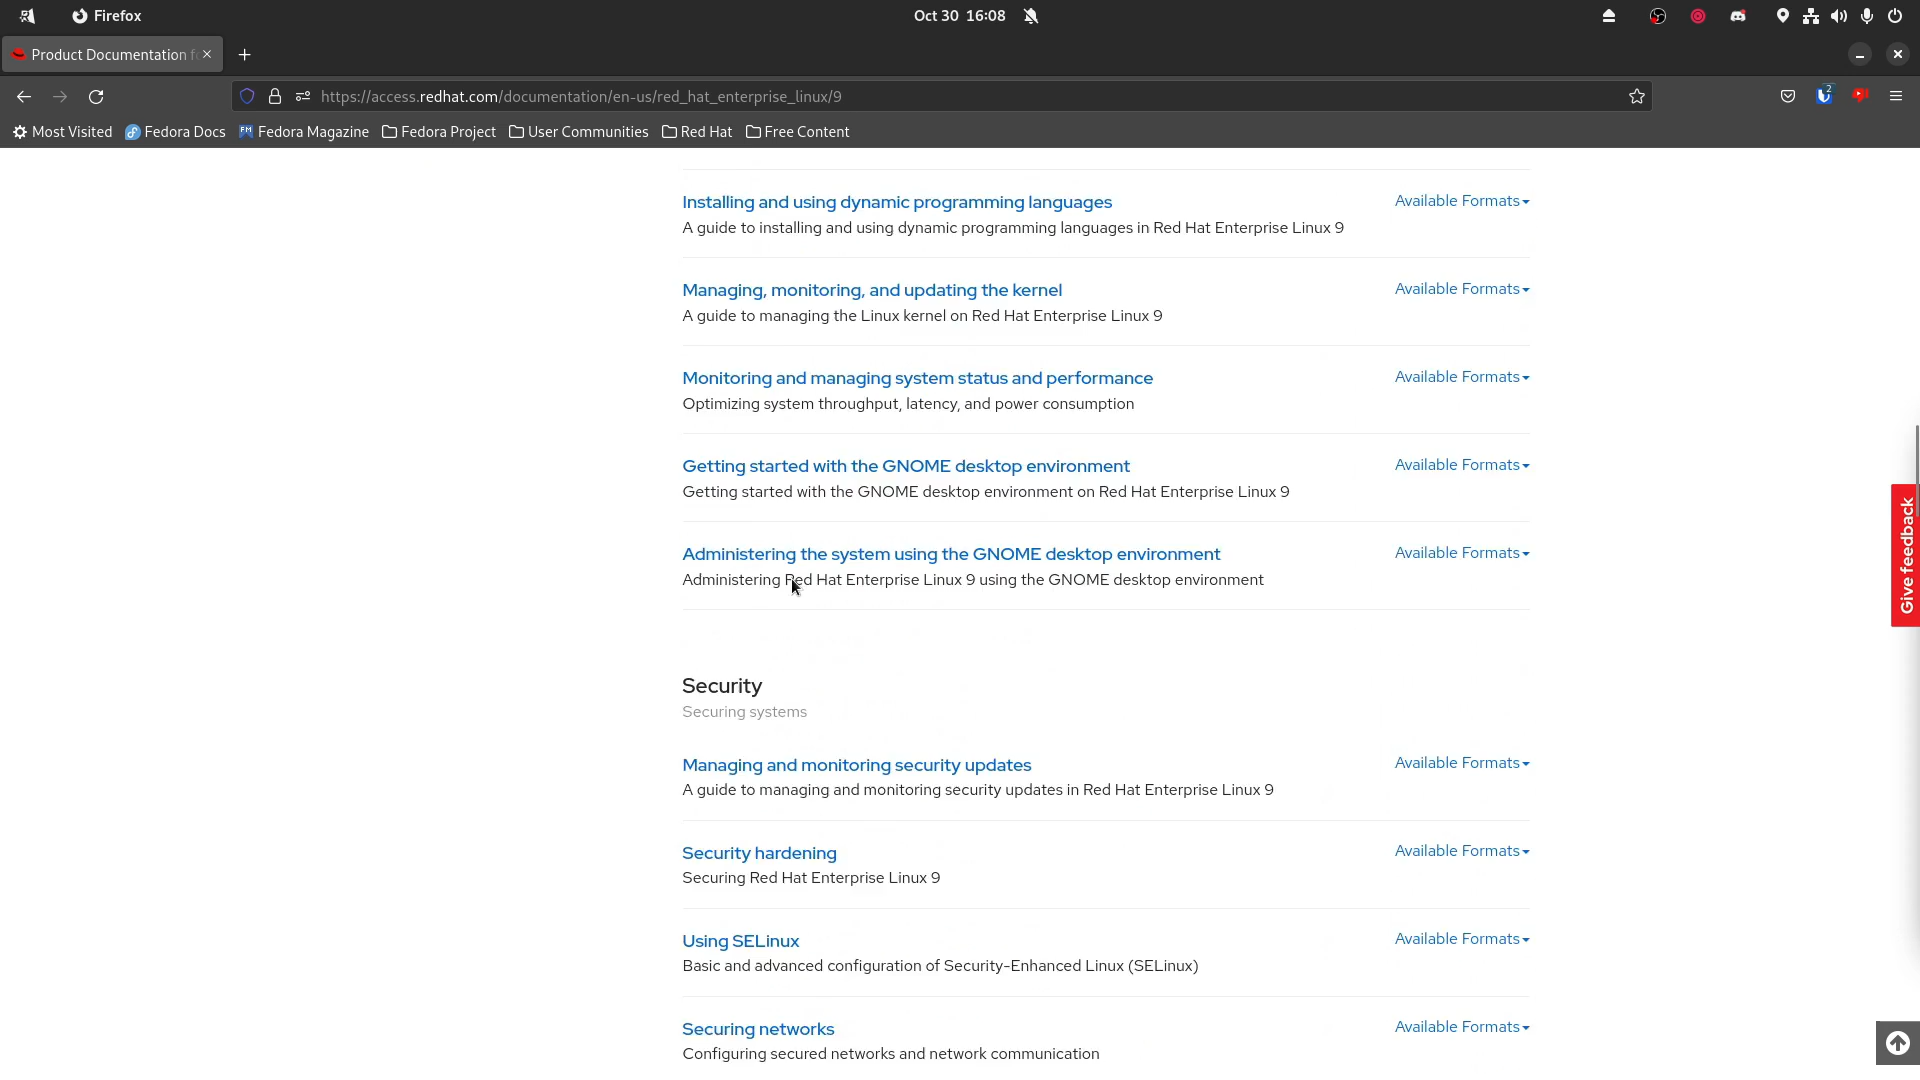 Firefox
Oct 30 16:08
Product Documentation f
https://access.redhat.com/documentation/en-us/red_hat_enterprise_linux/9
2
Most Visited
Fedora Docs
Fedora Magazine
Fedora Project
User Communities
Red Hat
Free Content
Installing and using dynamic programming languages
Available Formats
A guide to installing and using dynamic programming languages in Red Hat Enterprise Linux 9
Managing, monitoring, and updating the kernel
Available Formats
A guide to managing the Linux kernel on Red Hat Enterprise Linux 9
Monitoring and managing system status and performance
Available Formats
Optimizing system throughput, latency, and power consumption
Getting started with the GNOME desktop environment
Available Formats
Getting started with the GNOME desktop environment on Red Hat Enterprise Linux 9
Administering the system using the GNOME desktop environment
Available Formats
Administering Red Hat Enterprise Linux 9 using the GNOME desktop environment
Give feedback
Security
Securing systems
Managing and monitoring security updates
Available Formats
A guide to managing and monitoring security updates in Red Hat Enterprise Linux 9
Security hardening
Available Formats
Securing Red Hat Enterprise Linux 9
Using SELinux
Available Formats
Basic and advanced configuration of Security-Enhanced Linux (SELinux)
Securing networks
Available Formats
Configuring secured networks and network communication